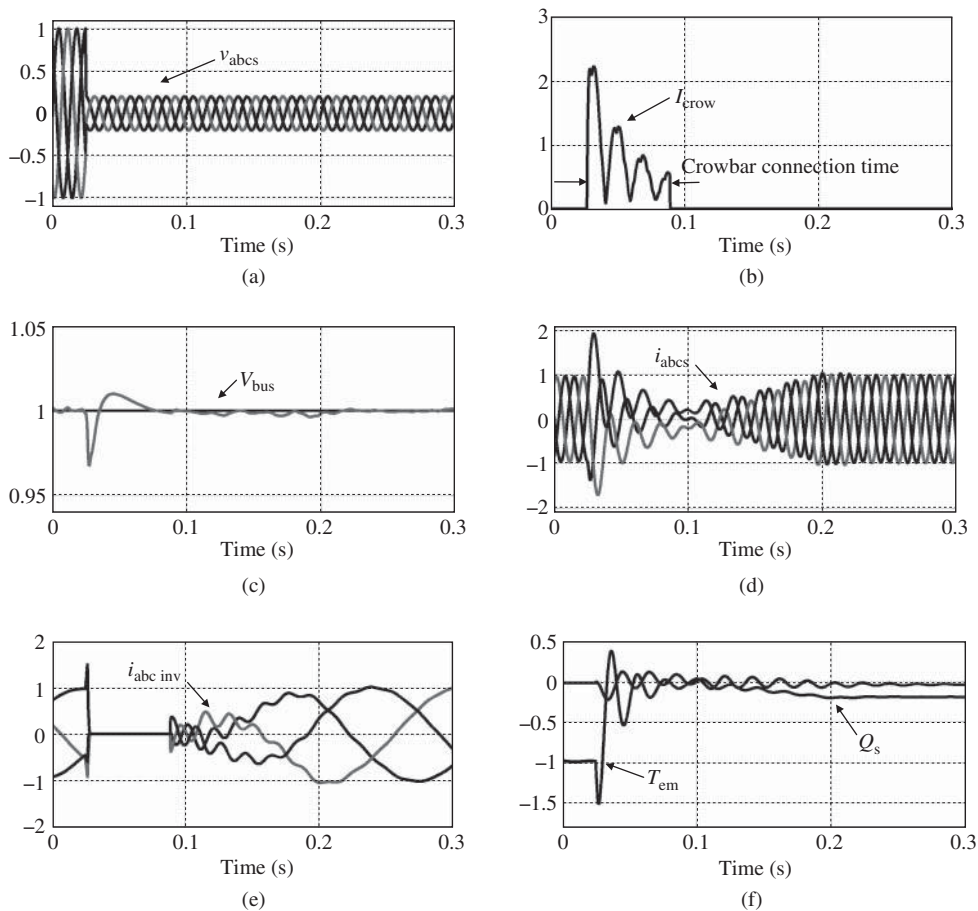 1
0.5
0
−0.5
−1
v_abcs
0 0.1 0.2 0.3
Time (s)
(a)
3
2
1
0
I_crow
Crowbar connection time
0 0.1 0.2 0.3
Time (s)
(b)
1.05
1
0.95
V_bus
0 0.1 0.2 0.3
Time (s)
(c)
2
1
0
−1
−2
i_abcs
0 0.1 0.2 0.3
Time (s)
(d)
2
1
0
−1
−2
i_abc inv
0 0.1 0.2 0.3
Time (s)
(e)
0.5
0
−0.5
−1
−1.5
Q_s
T_em
0 0.1 0.2 0.3
Time (s)
(f)